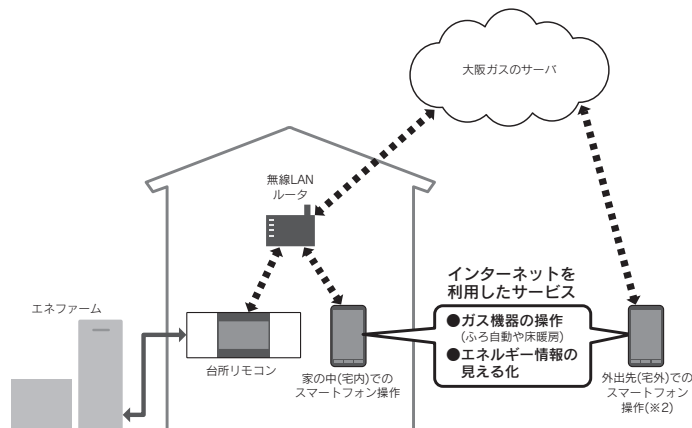 大阪ガスのサーバ
無線LAN
ルータ
インターネットを
利用したサービス
●ガス機器の操作
(ふろ自動や床暖房)
●エネルギー情報の
見える化
エネファーム
台所リモコン
家の中(宅内)での
スマートフォン操作
外出先(宅外)での
スマートフォン
操作(※2)